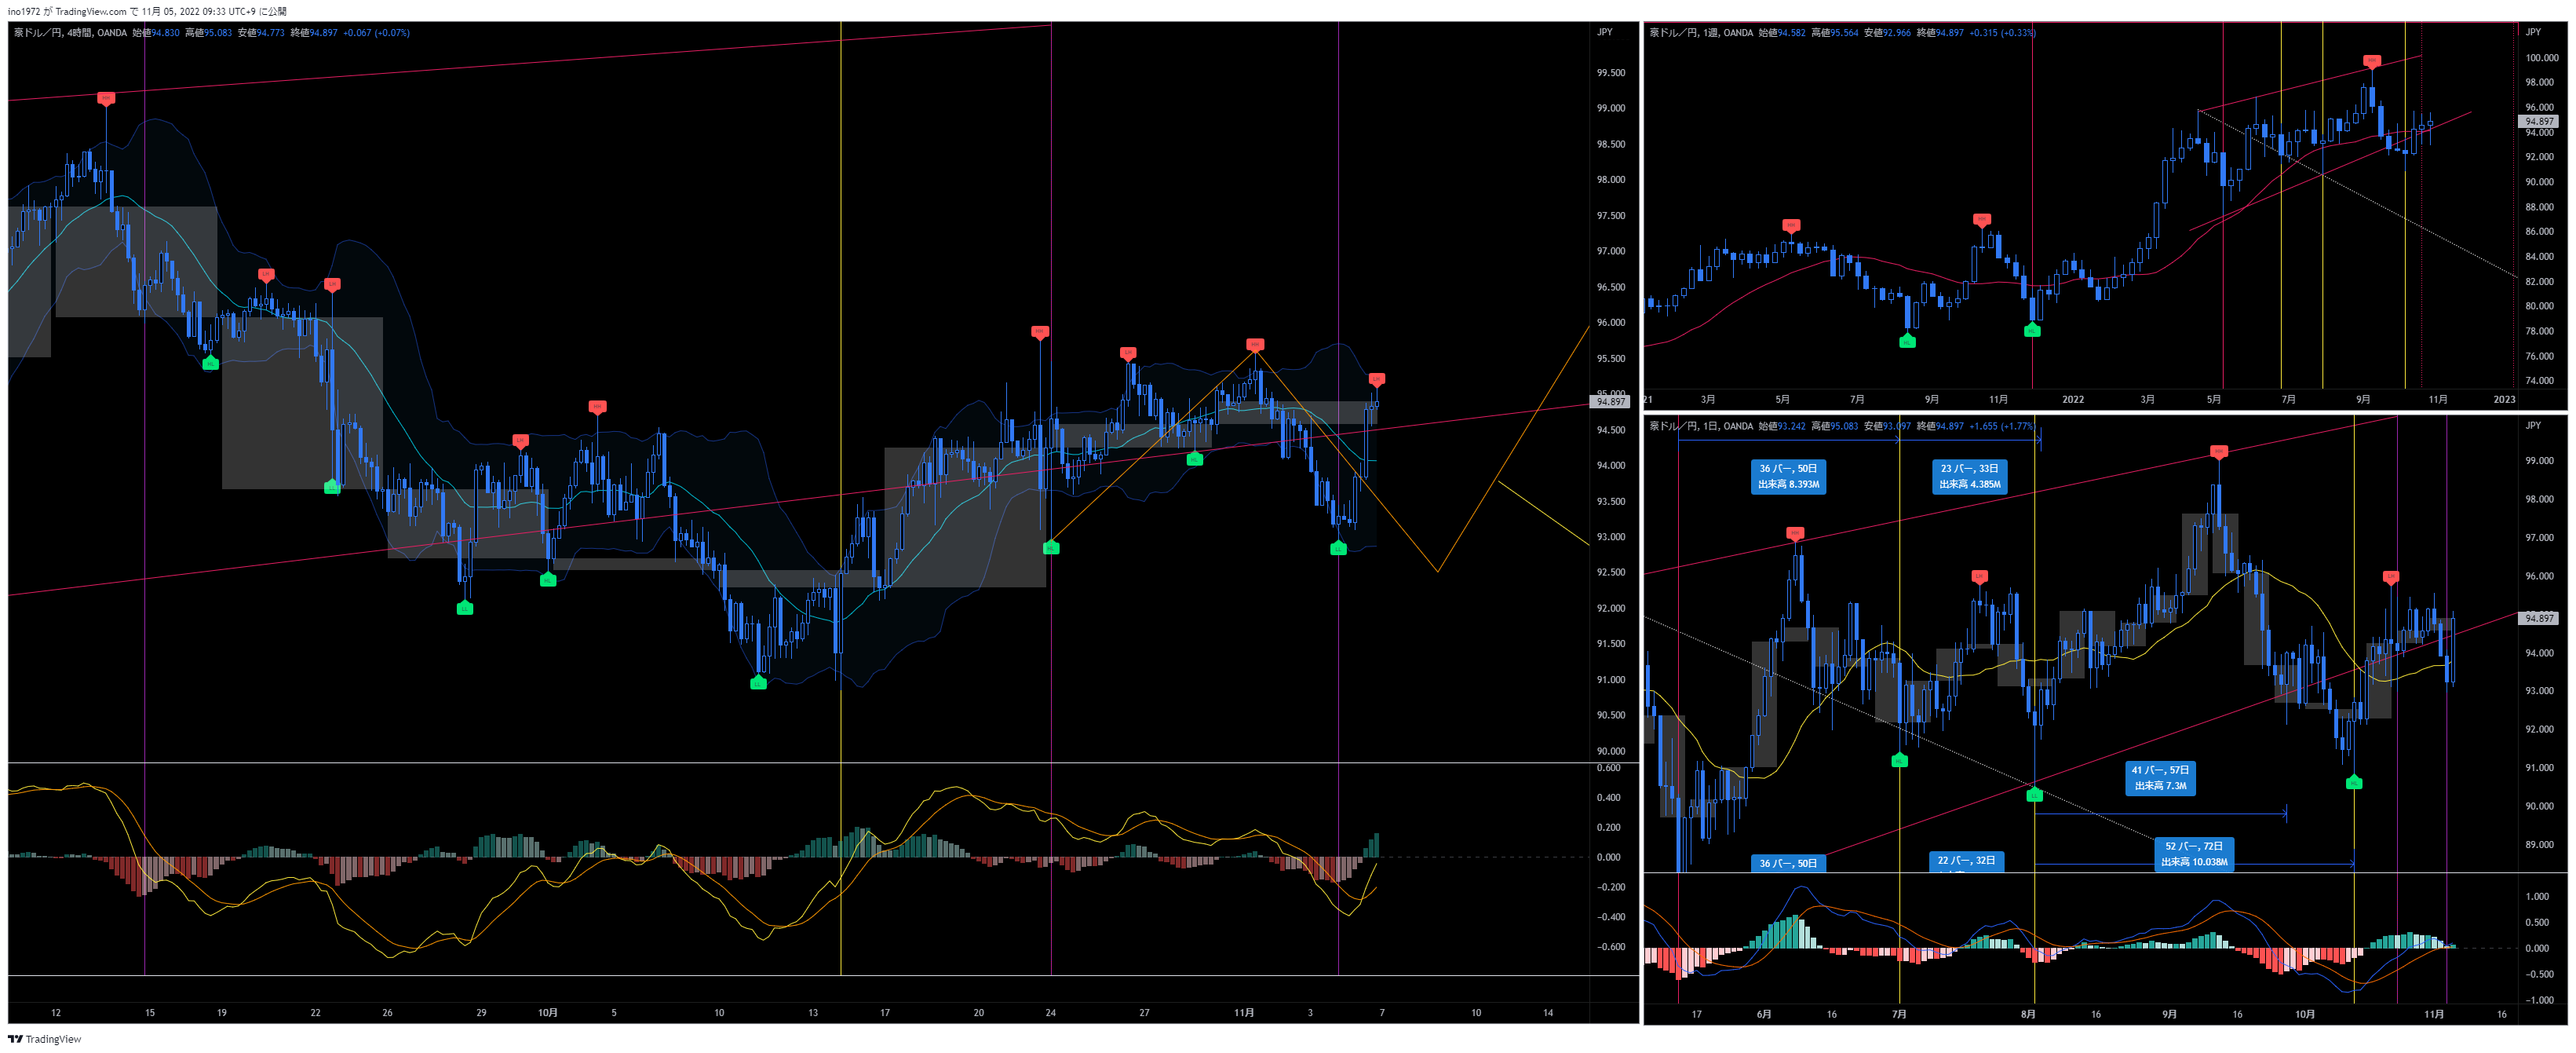 ino1972 が TradingView.com で 11月 05, 2022 09:33 UTC+9 に公開
豪ドル／円, 4時間, OANDA 始値94.830 高値95.083 安値94.773 終値94.897 +0.067 (+0.07%)
JPY
99.500
99.000
98.500
98.000
97.500
97.000
96.500
96.000
95.500
95.000
94.897
94.500
94.000
93.500
93.000
92.500
92.000
91.500
91.000
90.500
90.000
0.600
0.400
0.200
0.000
−0.200
−0.400
−0.600
12 15 19 22 26 29 10月 5 10 13 17 20 24 27 11月 3 7 10 14
豪ドル／円, 1週, OANDA 始値94.582 高値95.564 安値92.966 終値94.897 +0.315 (+0.33%)
JPY
100.000
98.000
96.000
94.897
94.000
92.000
90.000
88.000
86.000
84.000
82.000
80.000
78.000
76.000
74.000
21 3月 5月 7月 9月 11月 2022 3月 5月 7月 9月 11月 2023
豪ドル／円, 1日, OANDA 始値93.242 高値95.083 安値93.097 終値94.897 +1.655 (+1.77%)
JPY
36 バー, 50日
出来高 8.393M
23 バー, 33日
出来高 4.385M
41 バー, 57日
出来高 7.3M
52 バー, 72日
出来高 10.038M
36 バー, 50日
22 バー, 32日
99.000
98.000
97.000
96.000
94.897
94.000
93.000
92.000
91.000
90.000
89.000
1.000
0.500
0.000
−0.500
−1.000
17 6月 16 7月 8月 16 9月 16 10月 11月 16
TradingView